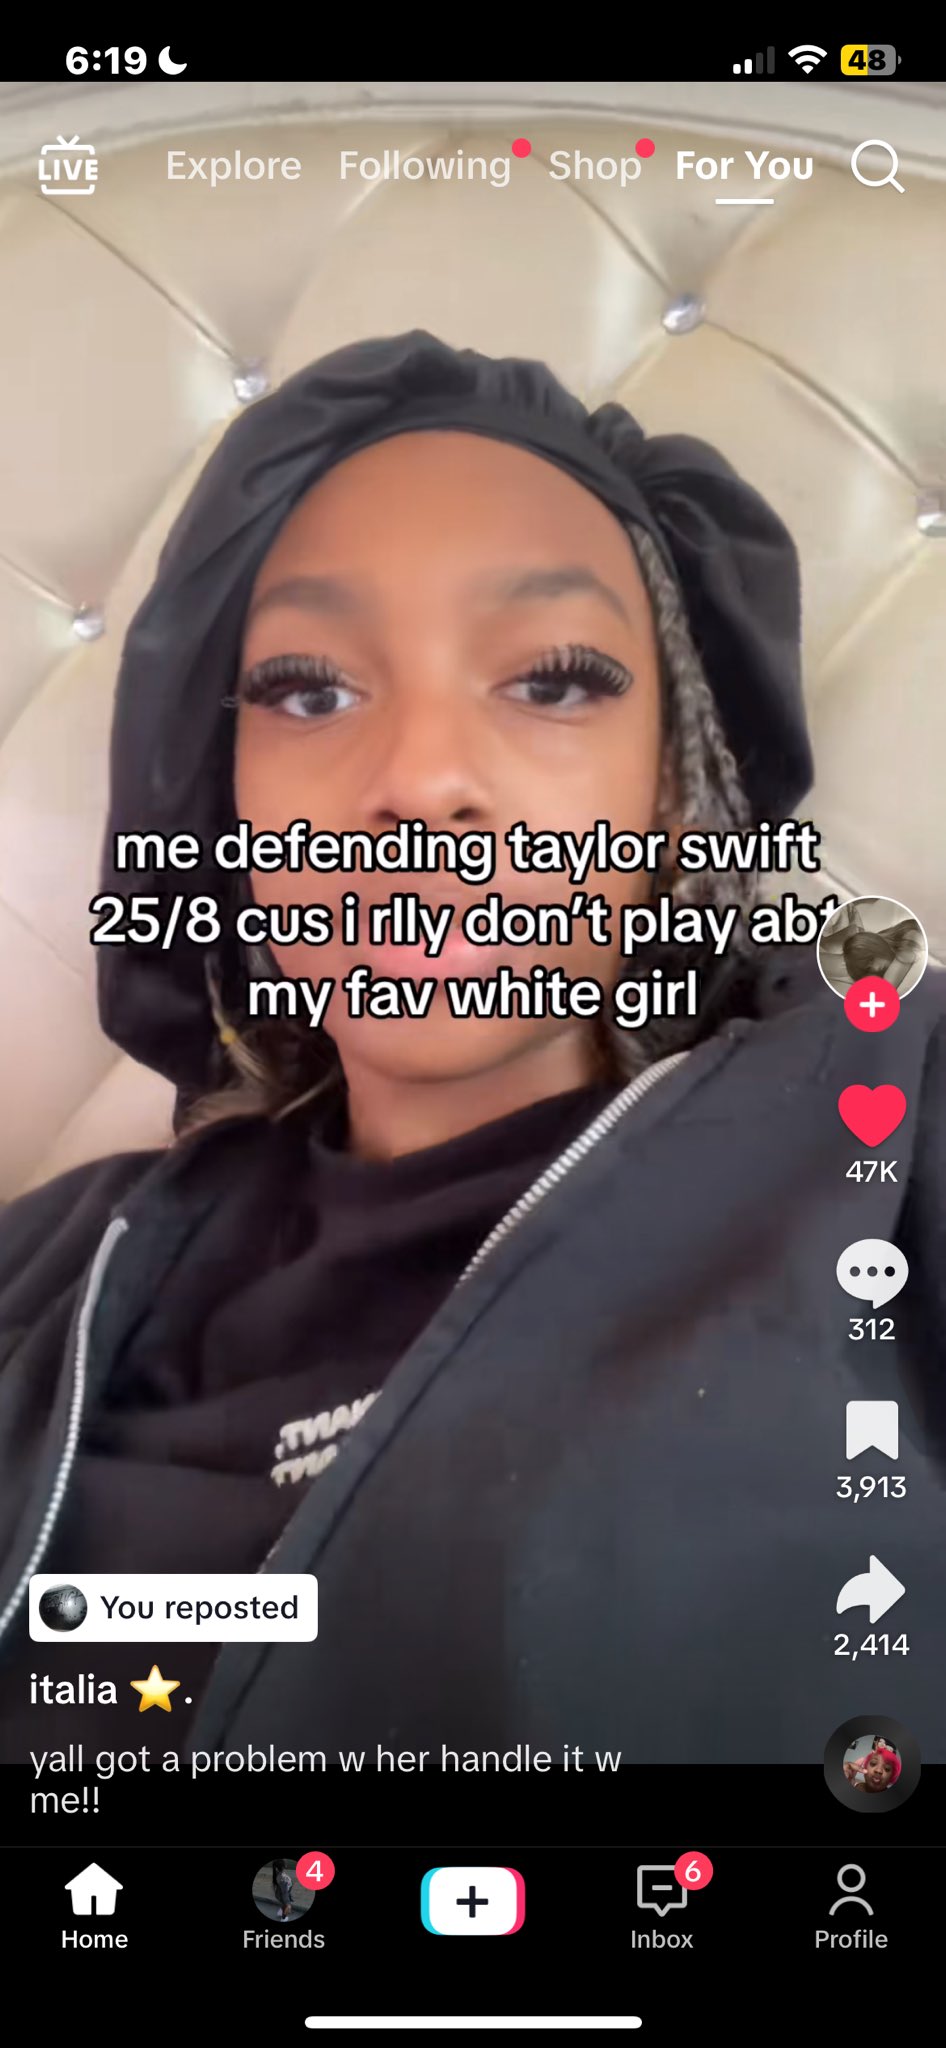 6:19
48
LIVE
Explore
Following
Shop
For You
me defending taylor swift
25/8 cus i rlly don't play abt
my fav white girl
47K
312
3,913
2,414
You reposted
italia ⭐.
yall got a problem w her handle it w
me!!
4
6
Home
Friends
Inbox
Profile